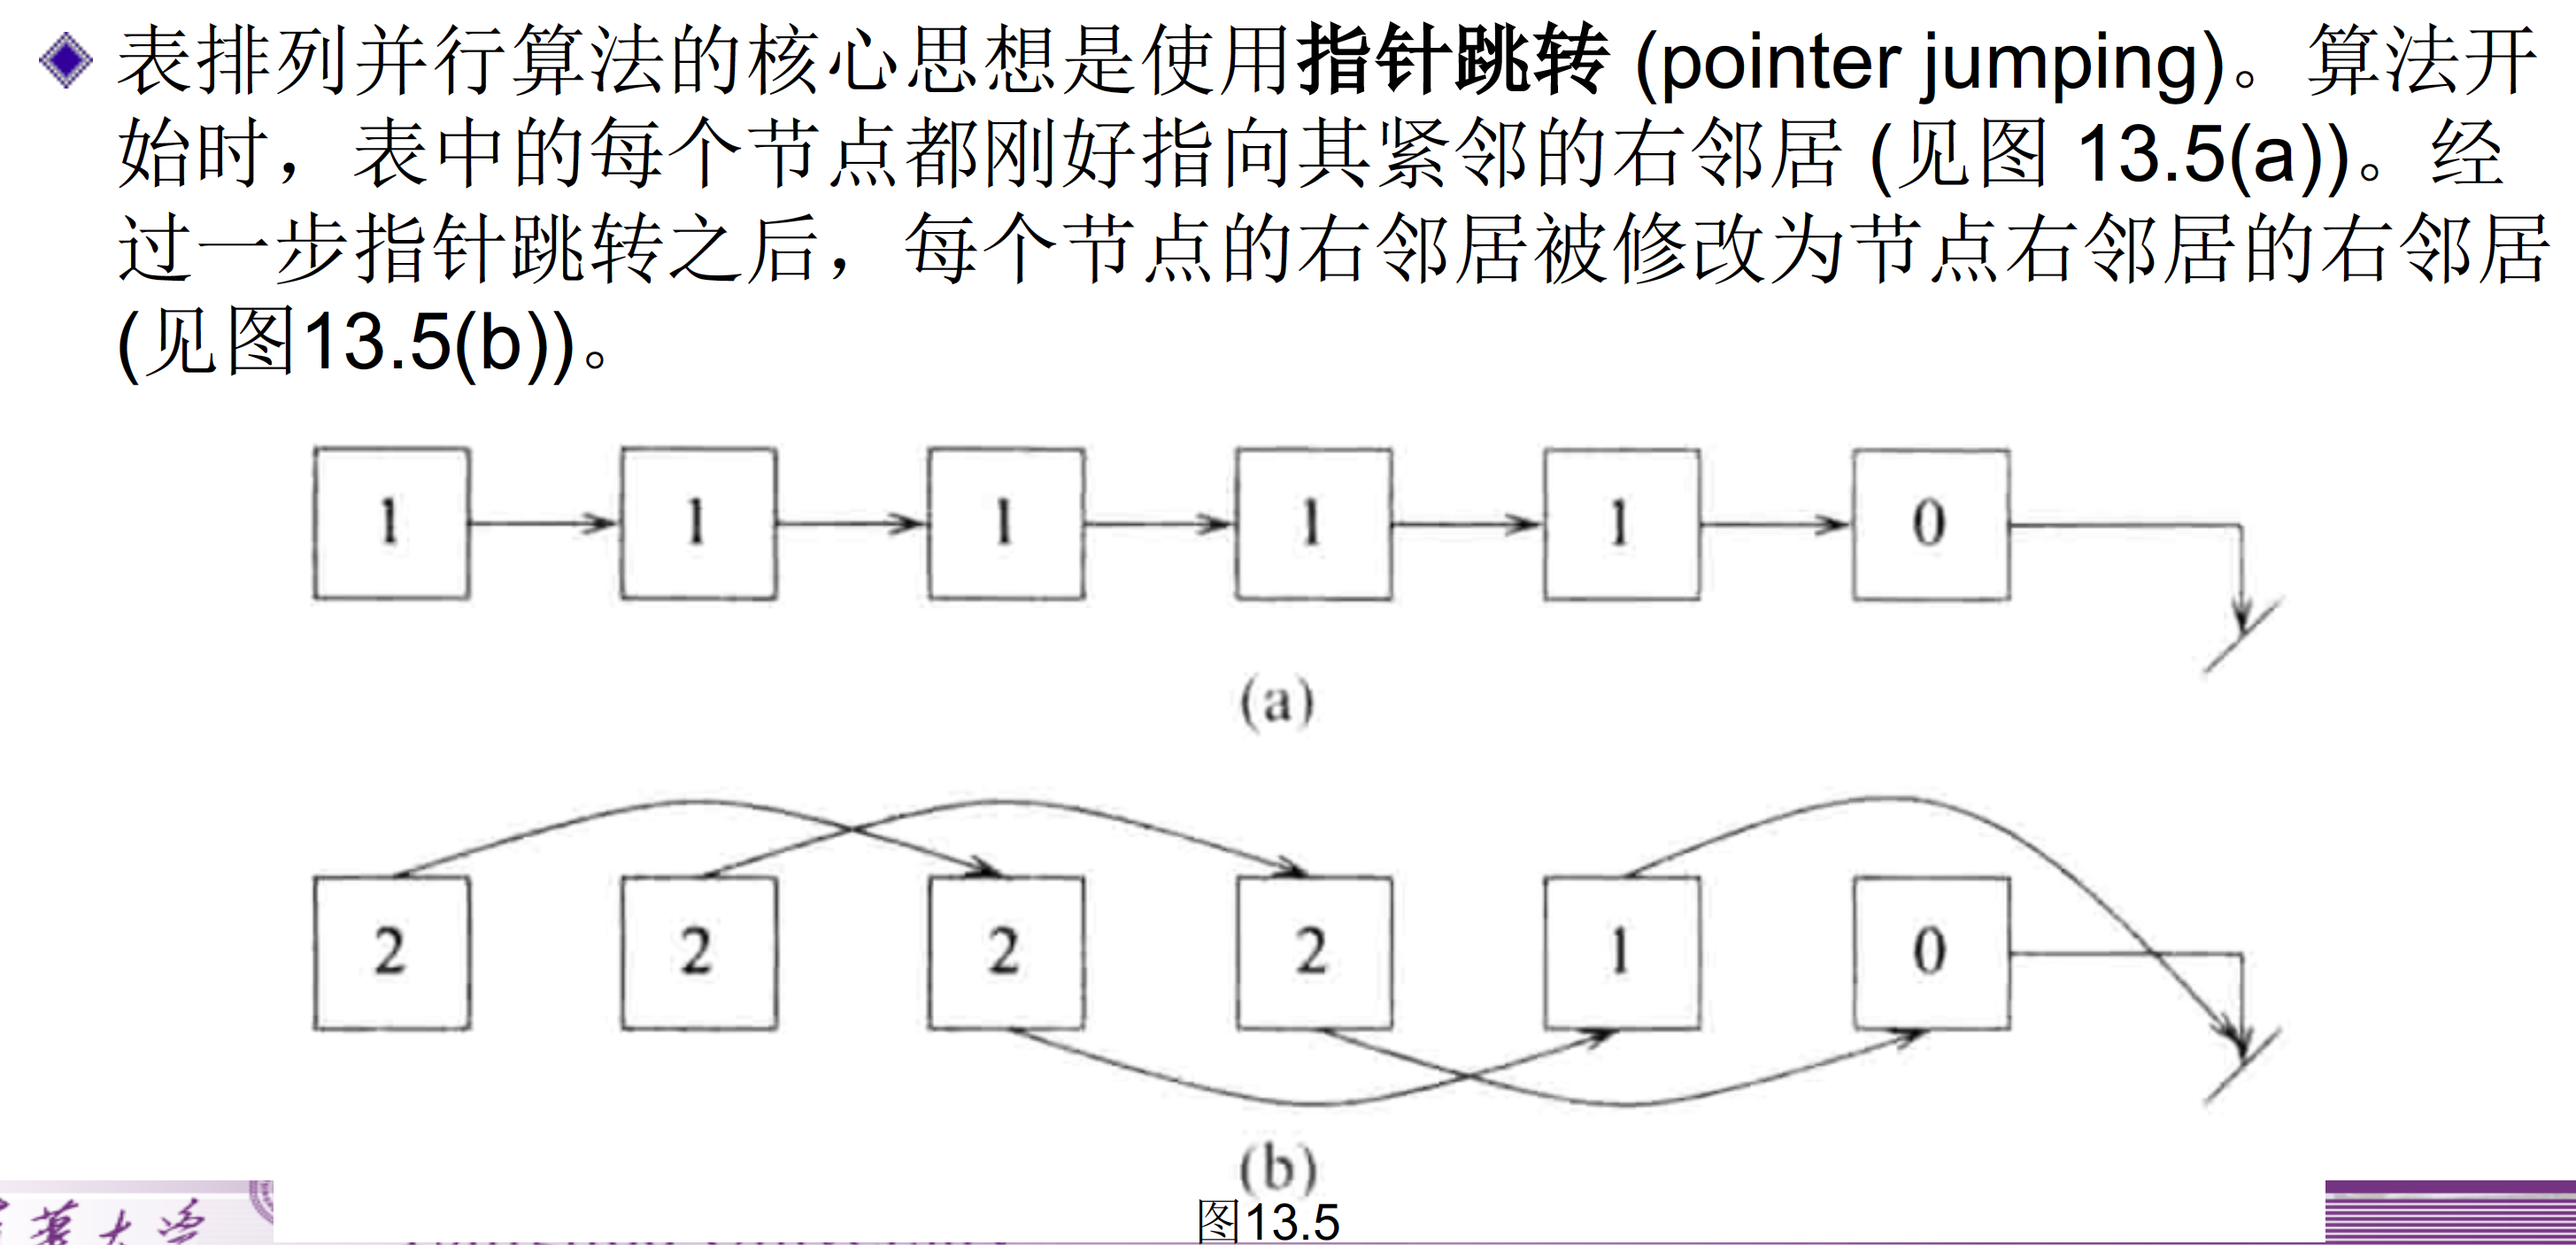 表排列并行算法的核心思想是使用指针跳转 (pointer jumping)。算法开
始时，表中的每个节点都刚好指向其紧邻的右邻居 (见图 13.5(a))。经
过一步指针跳转之后，每个节点的右邻居被修改为节点右邻居的右邻居
(见图13.5(b))。
1 1 1 1 1 0
(a)
2 2 2 2 1 0
(b)
图13.5
大学